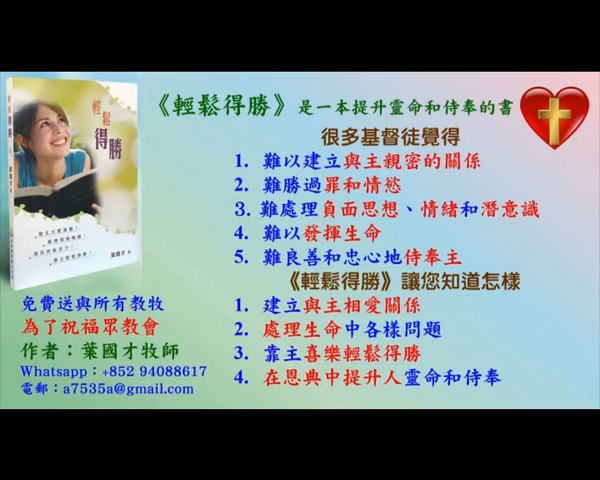 《輕鬆得勝》是一本提升靈命和侍奉的書
很多基督徒覺得
1. 難以建立與主親密的關係
2. 難勝過罪和情慾
3. 難處理負面思想、情緒和潛意識
4. 難以發揮生命
5. 難良善和忠心地侍奉主
《輕鬆得勝》讓您知道怎樣
1. 建立與主相愛關係
2. 處理生命中各樣問題
3. 靠主喜樂輕鬆得勝
4. 在恩典中提升人靈命和侍奉
輕鬆
得勝
葉國才 著
輕鬆得勝
免費送與所有教牧
為了祝福眾教會
作者：葉國才牧師
Whatsapp：+852 94088617
電郵：a7535a@gmail.com